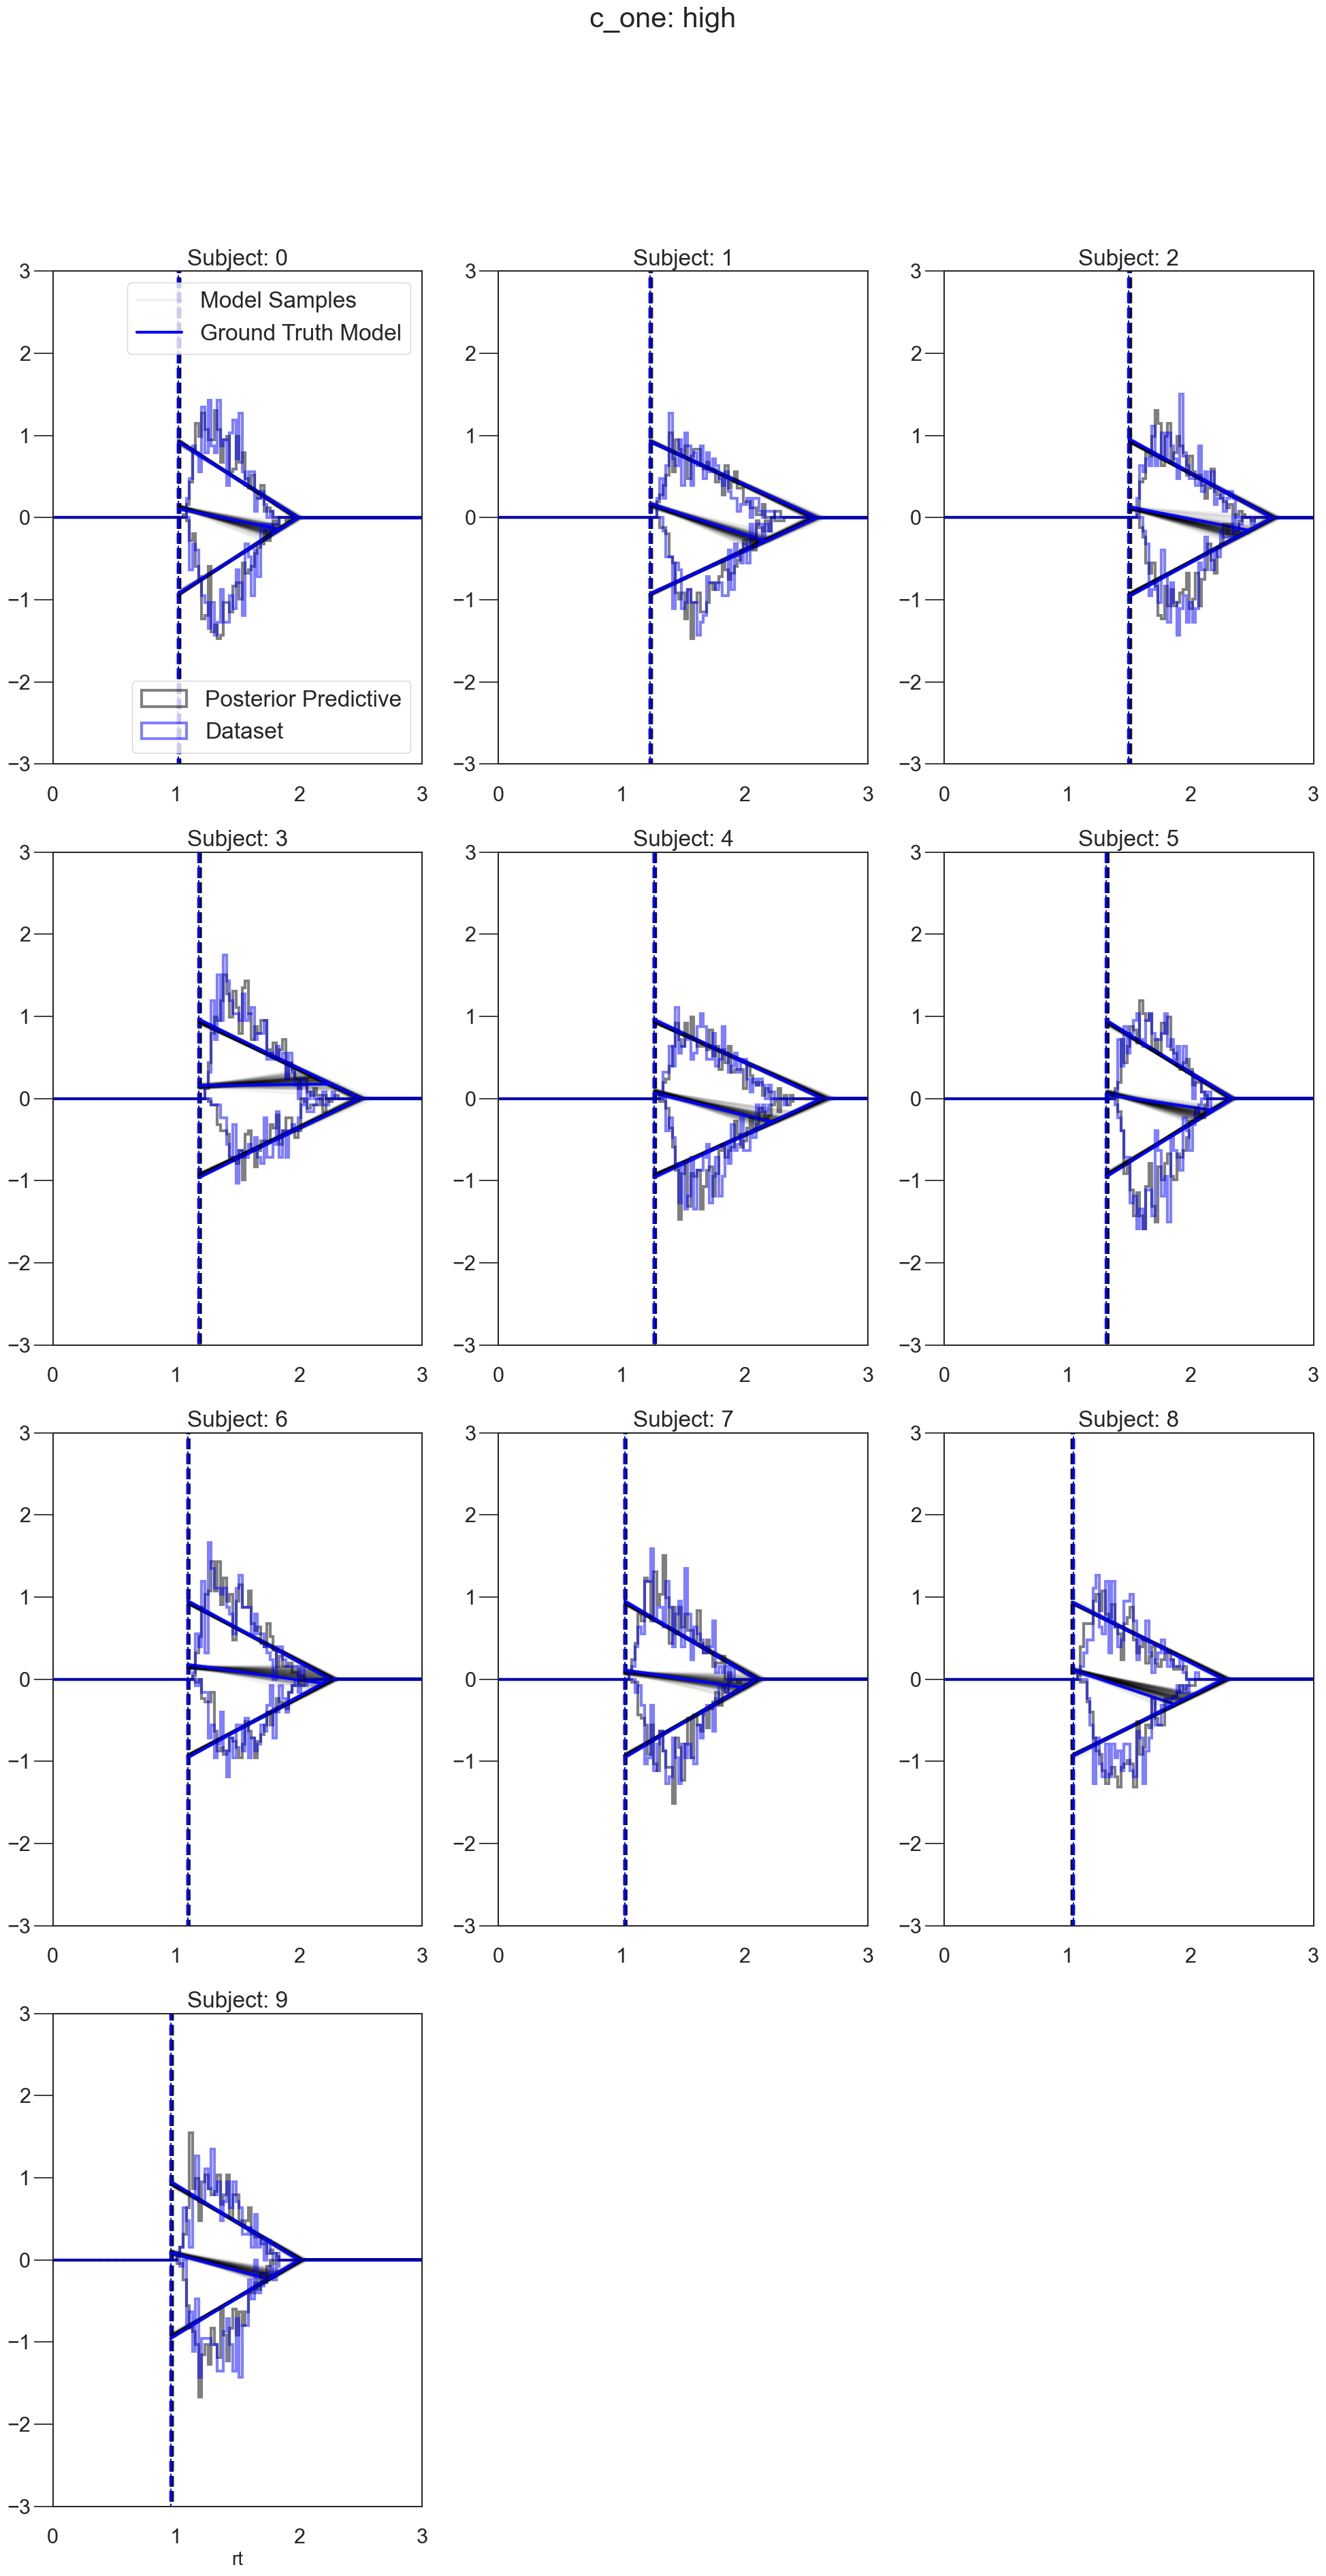 c_one: high
Subject: 0
Subject: 1
Subject: 2
3
2
1
0
−1
−2
−3
0 1 2 3
Model Samples
Ground Truth Model
Posterior Predictive
Dataset
3
2
1
0
−1
−2
−3
0 1 2 3
3
2
1
0
−1
−2
−3
0 1 2 3
Subject: 3
Subject: 4
Subject: 5
3
2
1
0
−1
−2
−3
0 1 2 3
3
2
1
0
−1
−2
−3
0 1 2 3
3
2
1
0
−1
−2
−3
0 1 2 3
Subject: 6
Subject: 7
Subject: 8
3
2
1
0
−1
−2
−3
0 1 2 3
3
2
1
0
−1
−2
−3
0 1 2 3
3
2
1
0
−1
−2
−3
0 1 2 3
Subject: 9
3
2
1
0
−1
−2
−3
0 1 2 3
rt